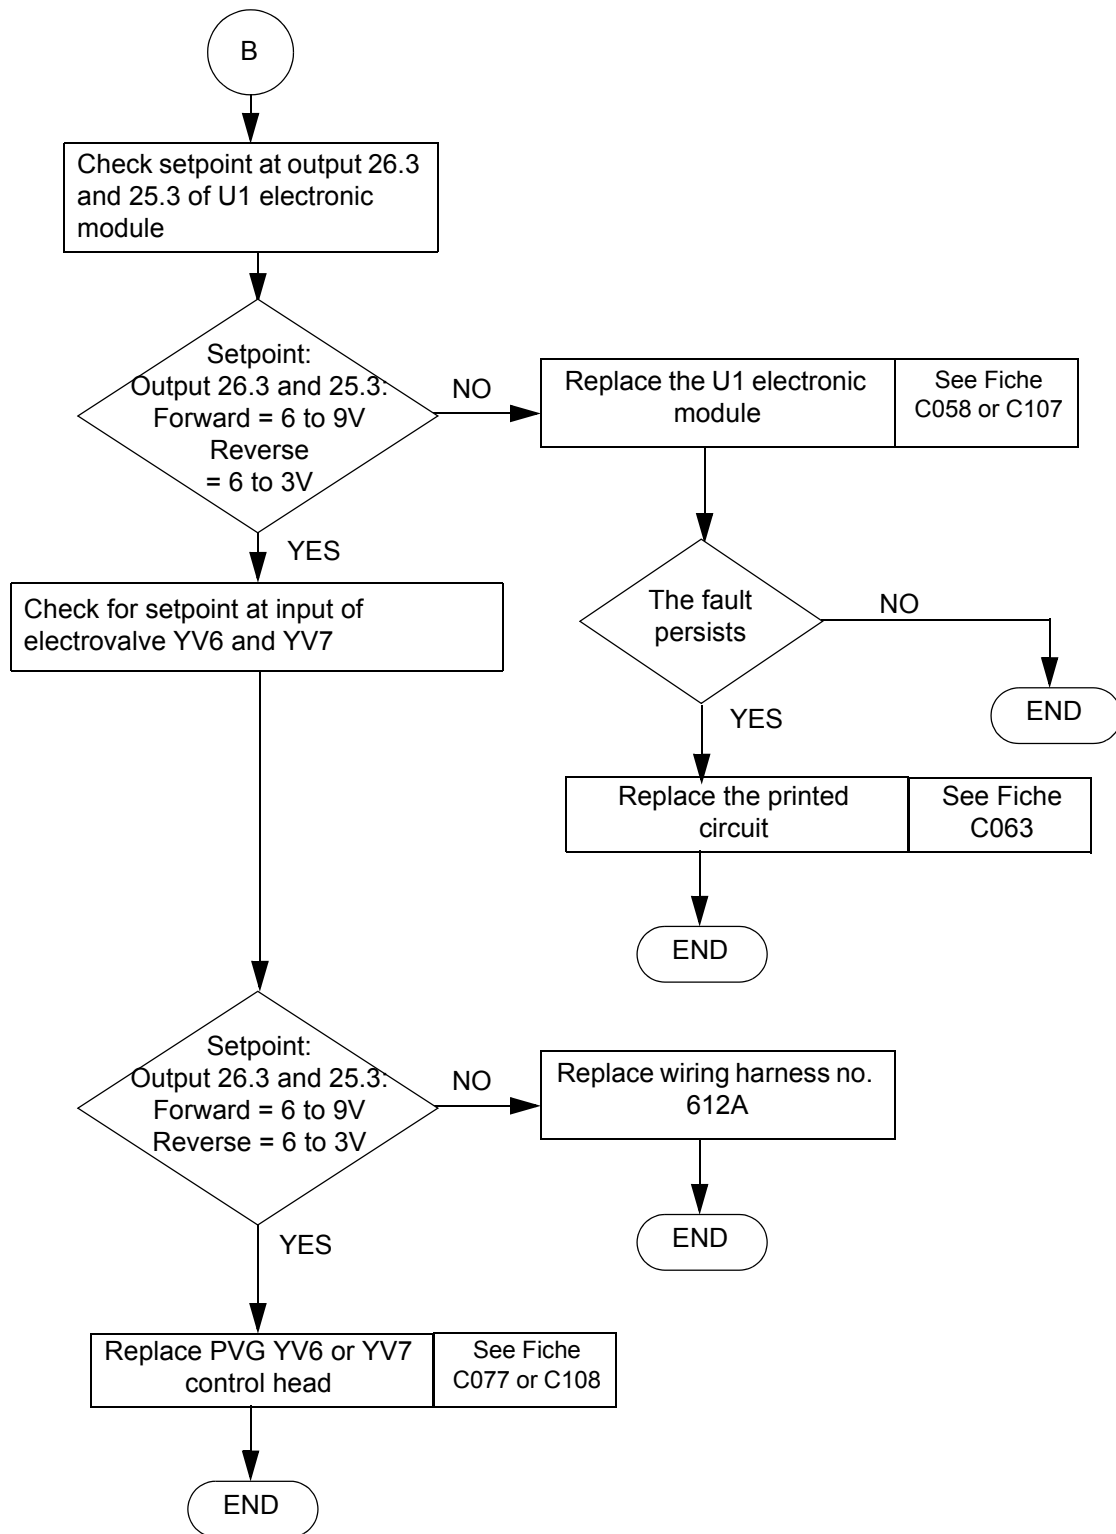 B
Check setpoint at output 26.3
and 25.3 of U1 electronic
module
Setpoint:
Output 26.3 and 25.3:
Forward = 6 to 9V
Reverse
= 6 to 3V
NO
Replace the U1 electronic
module
See Fiche
C058 or C107
YES
Check for setpoint at input of
electrovalve YV6 and YV7
The fault
persists
NO
END
YES
Replace the printed
circuit
See Fiche
C063
END
Setpoint:
Output 26.3 and 25.3:
Forward = 6 to 9V
Reverse = 6 to 3V
NO
Replace wiring harness no.
612A
END
YES
Replace PVG YV6 or YV7
control head
See Fiche
C077 or C108
END